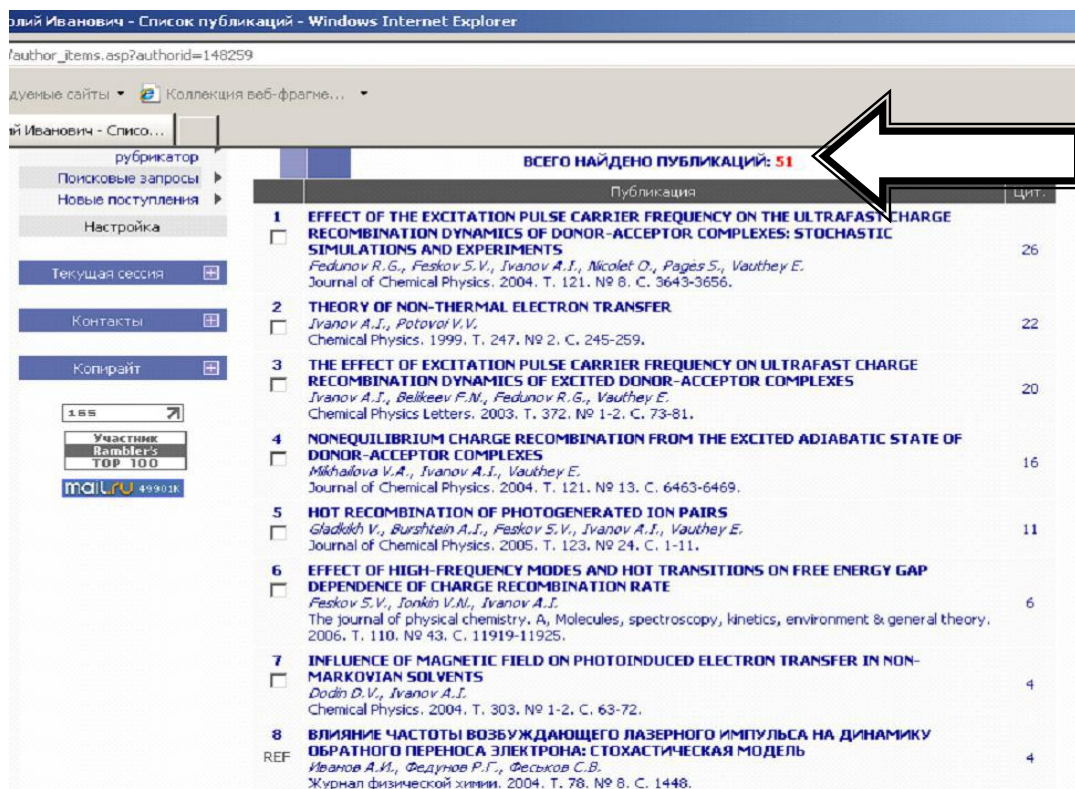 олий Иванович - Список публикаций - Windows Internet Explorer
/author_items.asp?authorid=148259
дуемые сайты Коллекция веб-фрагме...
ий Иванович - Списо...
рубрикатор
Поисковые запросы
Новые поступления
Настройка
Текущая сессия
Контакты
Копирайт
165
Участник
Rambler's
TOP 100
mail.ru 49901K
ВСЕГО НАЙДЕНО ПУБЛИКАЦИЙ: 51
Публикация Цит.
1 EFFECT OF THE EXCITATION PULSE CARRIER FREQUENCY ON THE ULTRAFAST CHARGE
RECOMBINATION DYNAMICS OF DONOR-ACCEPTOR COMPLEXES: STOCHASTIC
SIMULATIONS AND EXPERIMENTS
Fedunov R.G., Feskov S.V., Ivanov A.I., Nicolet O., Pagès S., Vauthey E.
Journal of Chemical Physics. 2004. Т. 121. № 8. С. 3643-3656.
26
2 THEORY OF NON-THERMAL ELECTRON TRANSFER
Ivanov A.I., Potovoi V.V.
Chemical Physics. 1999. Т. 247. № 2. С. 245-259.
22
3 THE EFFECT OF EXCITATION PULSE CARRIER FREQUENCY ON ULTRAFAST CHARGE
RECOMBINATION DYNAMICS OF EXCITED DONOR-ACCEPTOR COMPLEXES
Ivanov A.I., Belikeev F.N., Fedunov R.G., Vauthey E.
Chemical Physics Letters. 2003. Т. 372. № 1-2. С. 73-81.
20
4 NONEQUILIBRIUM CHARGE RECOMBINATION FROM THE EXCITED ADIABATIC STATE OF
DONOR-ACCEPTOR COMPLEXES
Mikhailova V.A., Ivanov A.I., Vauthey E.
Journal of Chemical Physics. 2004. Т. 121. № 13. С. 6463-6469.
16
5 HOT RECOMBINATION OF PHOTOGENERATED ION PAIRS
Gladkikh V., Burshtein A.I., Feskov S.V., Ivanov A.I., Vauthey E.
Journal of Chemical Physics. 2005. Т. 123. № 24. С. 1-11.
11
6 EFFECT OF HIGH-FREQUENCY MODES AND HOT TRANSITIONS ON FREE ENERGY GAP
DEPENDENCE OF CHARGE RECOMBINATION RATE
Feskov S.V., Ionkin V.N., Ivanov A.I.
The journal of physical chemistry. A, Molecules, spectroscopy, kinetics, environment & general theory.
2006. Т. 110. № 43. С. 11919-11925.
6
7 INFLUENCE OF MAGNETIC FIELD ON PHOTOINDUCED ELECTRON TRANSFER IN NON-
MARKOVIAN SOLVENTS
Dodin D.V., Ivanov A.I.
Chemical Physics. 2004. Т. 303. № 1-2. С. 63-72.
4
8 ВЛИЯНИЕ ЧАСТОТЫ ВОЗБУЖДАЮЩЕГО ЛАЗЕРНОГО ИМПУЛЬСА НА ДИНАМИКУ
REF ОБРАТНОГО ПЕРЕНОСА ЭЛЕКТРОНА: СТОХАСТИЧЕСКАЯ МОДЕЛЬ
Иванов А.И., Федунов Р.Г., Феськов С.В.
Журнал физической химии. 2004. Т. 78. № 8. С. 1448.
4